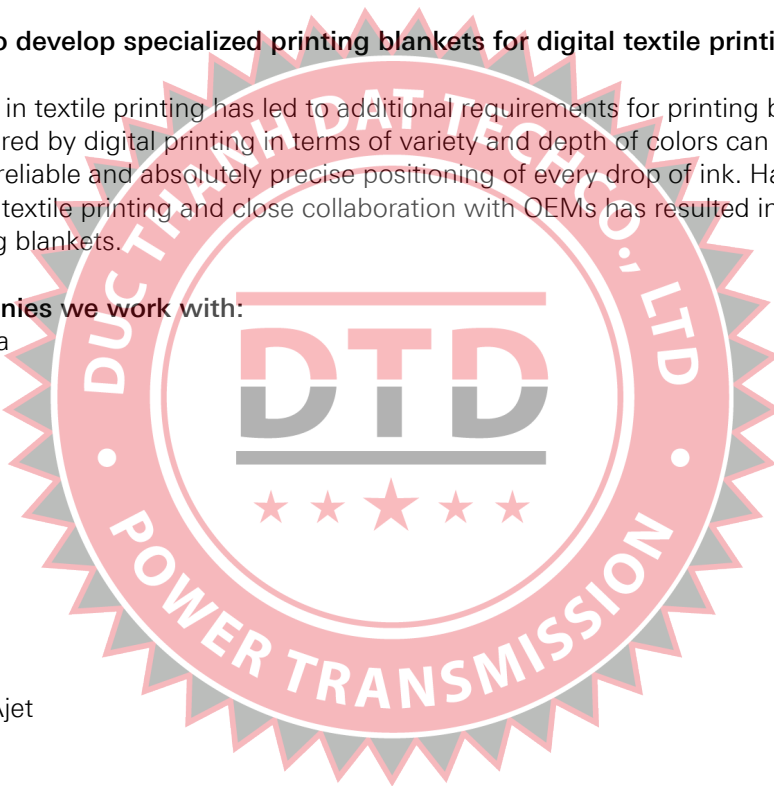 o develop specialized printing blankets for digital textile printi
in textile printing has led to additional requirements for printing b
red by digital printing in terms of variety and depth of colors can
reliable and absolutely precise positioning of every drop of ink. Ha
textile printing and close collaboration with OEMs has resulted in
g blankets.
nies we work with:
a
DUC THANH DAT TECHCO., LTD
DTD
POWER TRANSMISSION
jet